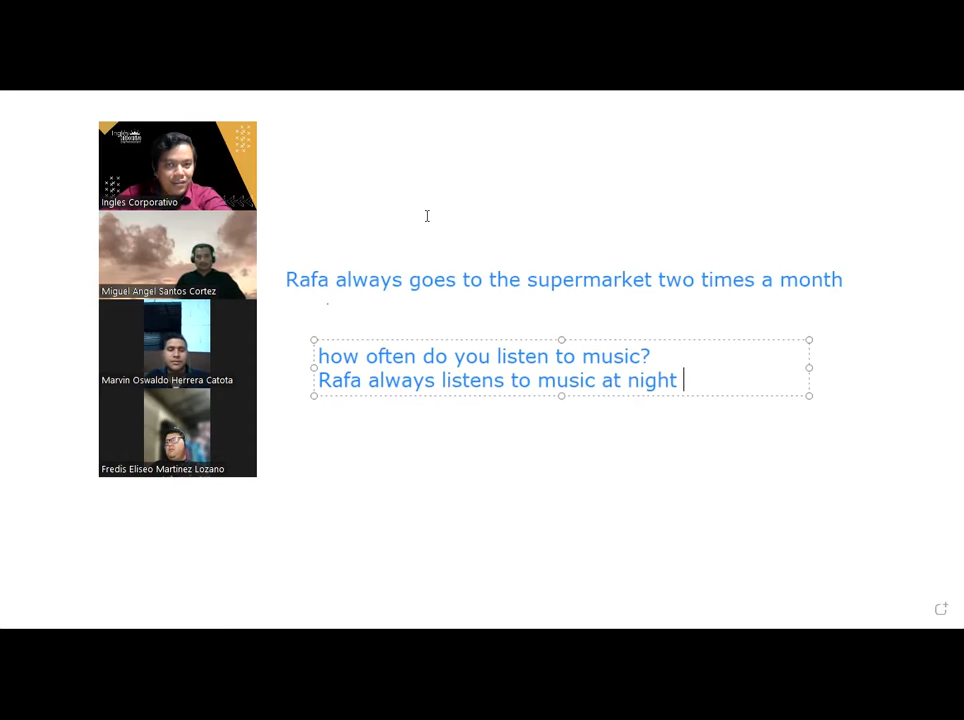 Inglés
Ingles Corporativo
Miguel Angel Santos Cortez
Marvin Oswaldo Herrera Catota
Fredis Eliseo Martinez Lozano
Rafa always goes to the supermarket two times a month
how often do you listen to music?
Rafa always listens to music at night